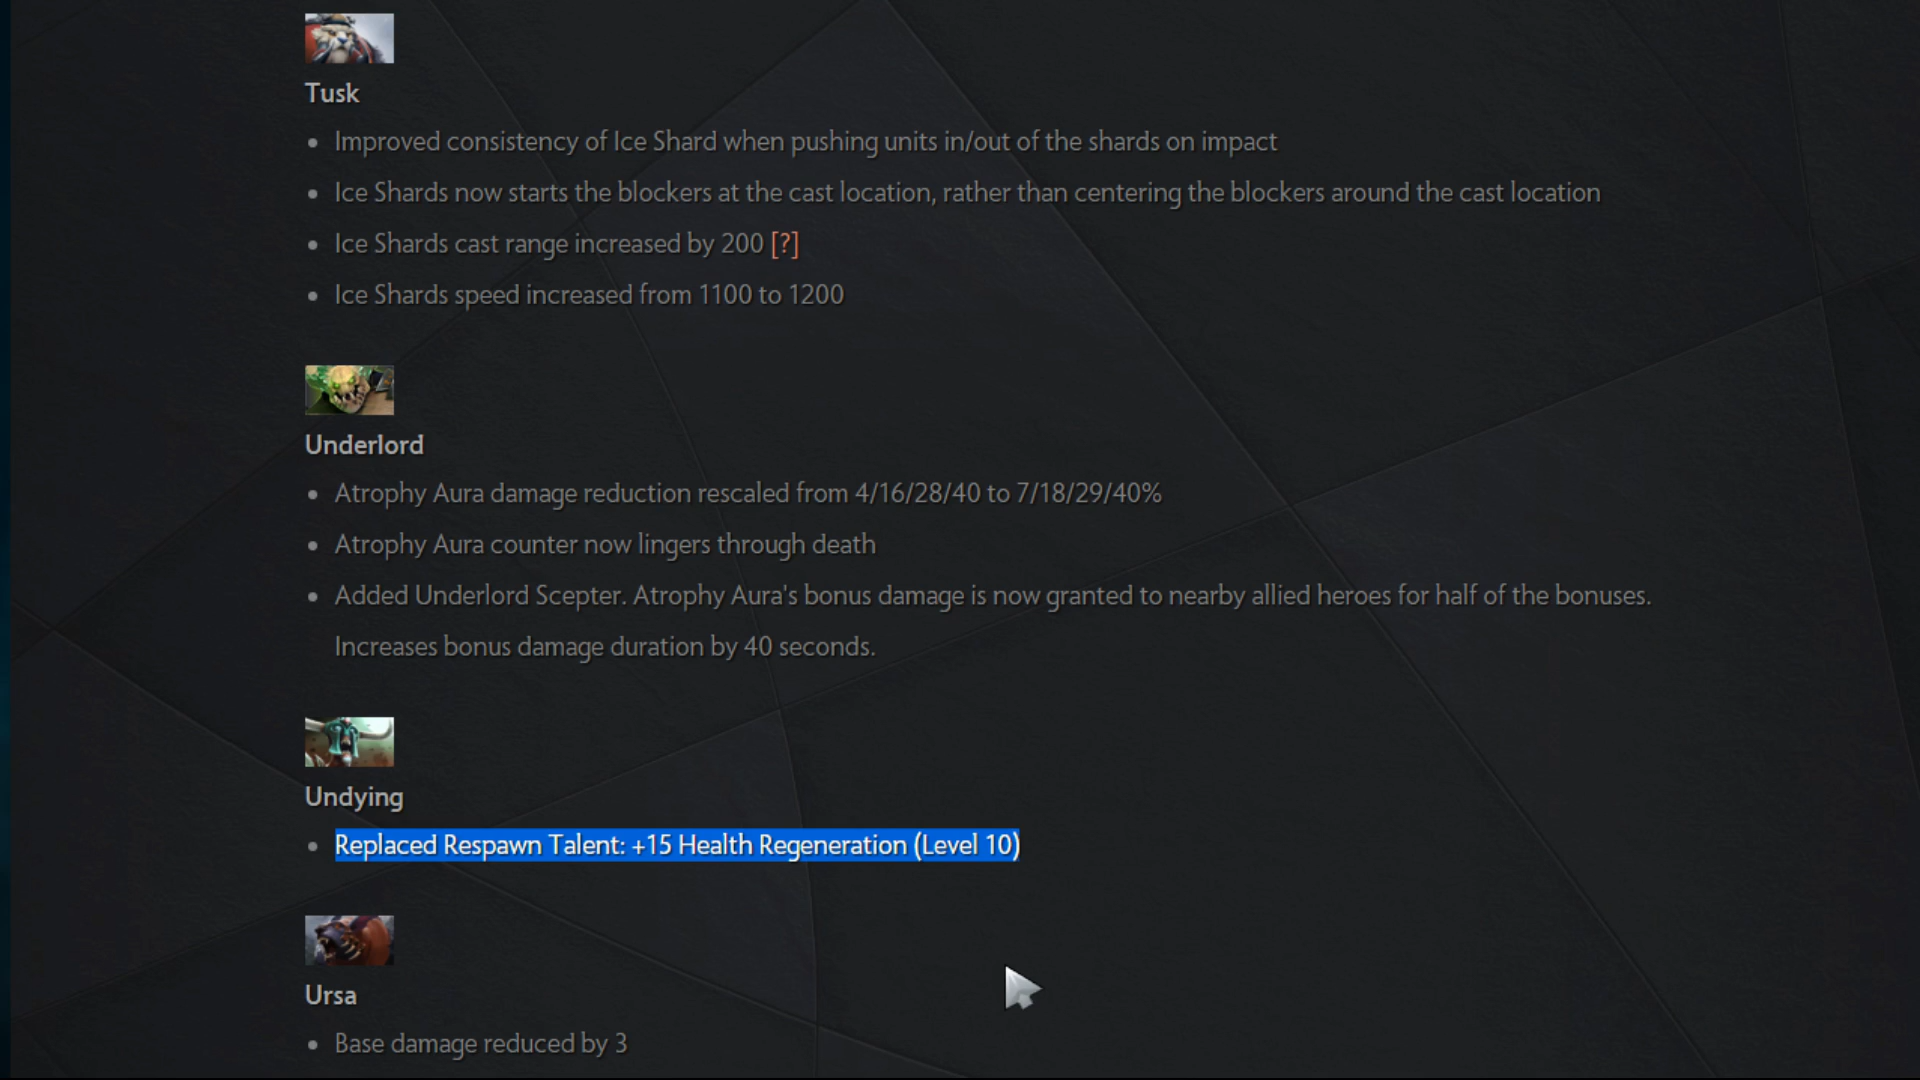 Tusk
Improved consistency of Ice Shard when pushing units in/out of the shards on impact
Ice Shards now starts the blockers at the cast location, rather than centering the blockers around the cast location
Ice Shards cast range increased by 200 [?]
Ice Shards speed increased from 1100 to 1200
Underlord
Atrophy Aura damage reduction rescaled from 4/16/28/40 to 7/18/29/40%
Atrophy Aura counter now lingers through death
Added Underlord Scepter. Atrophy Aura's bonus damage is now granted to nearby allied heroes for half of the bonuses.
Increases bonus damage duration by 40 seconds.
Undying
Replaced Respawn Talent: +15 Health Regeneration (Level 10)
Ursa
Base damage reduced by 3